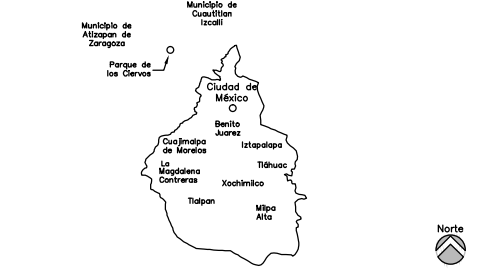 Municipio de
Cuautitlan
Izcalli
Municipio de
Atizapan de
Zaragoza
Parque de
los Ciervos
Ciudad de
México
Benito
Juarez
Cuajimalpa
de Morelos
Iztapalapa
La
Magdalena
Contreras
Tláhuac
Xochimilco
Tlalpan
Milpa
Alta
Norte